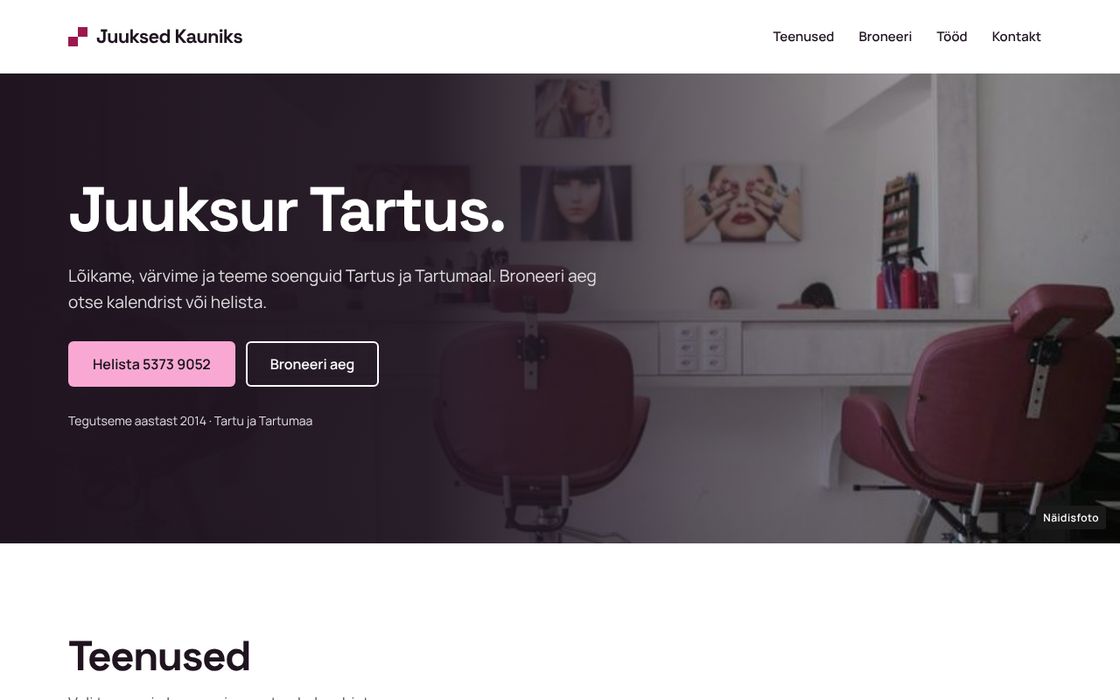 Juuksed Kauniks
Teenused
Broneeri
Tööd
Kontakt
Juuksur Tartus.
Lõikame, värvime ja teeme soenguid Tartus ja Tartumaal. Broneeri aeg
otse kalendrist või helista.
Helista 5373 9052
Broneeri aeg
Tegutseme aastast 2014 · Tartu ja Tartumaa
Näidisfoto
Teenused